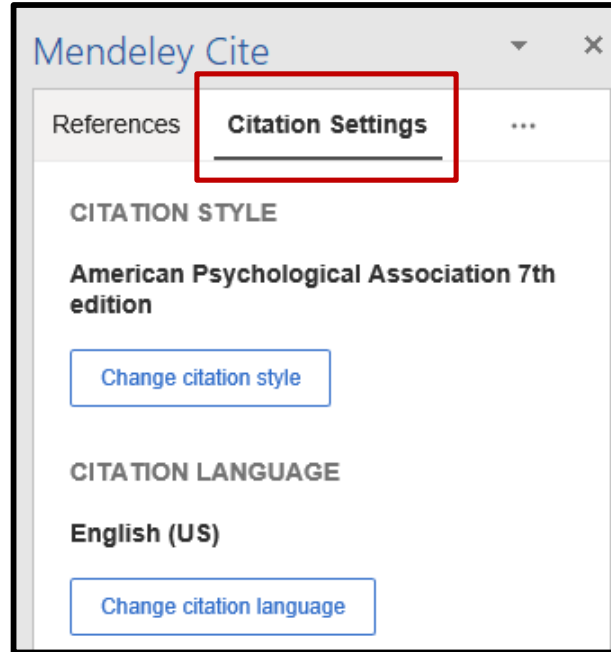 Mendeley Cite
References Citation Settings ...
CITATION STYLE
American Psychological Association 7th
edition
Change citation style
CITATION LANGUAGE
English (US)
Change citation language